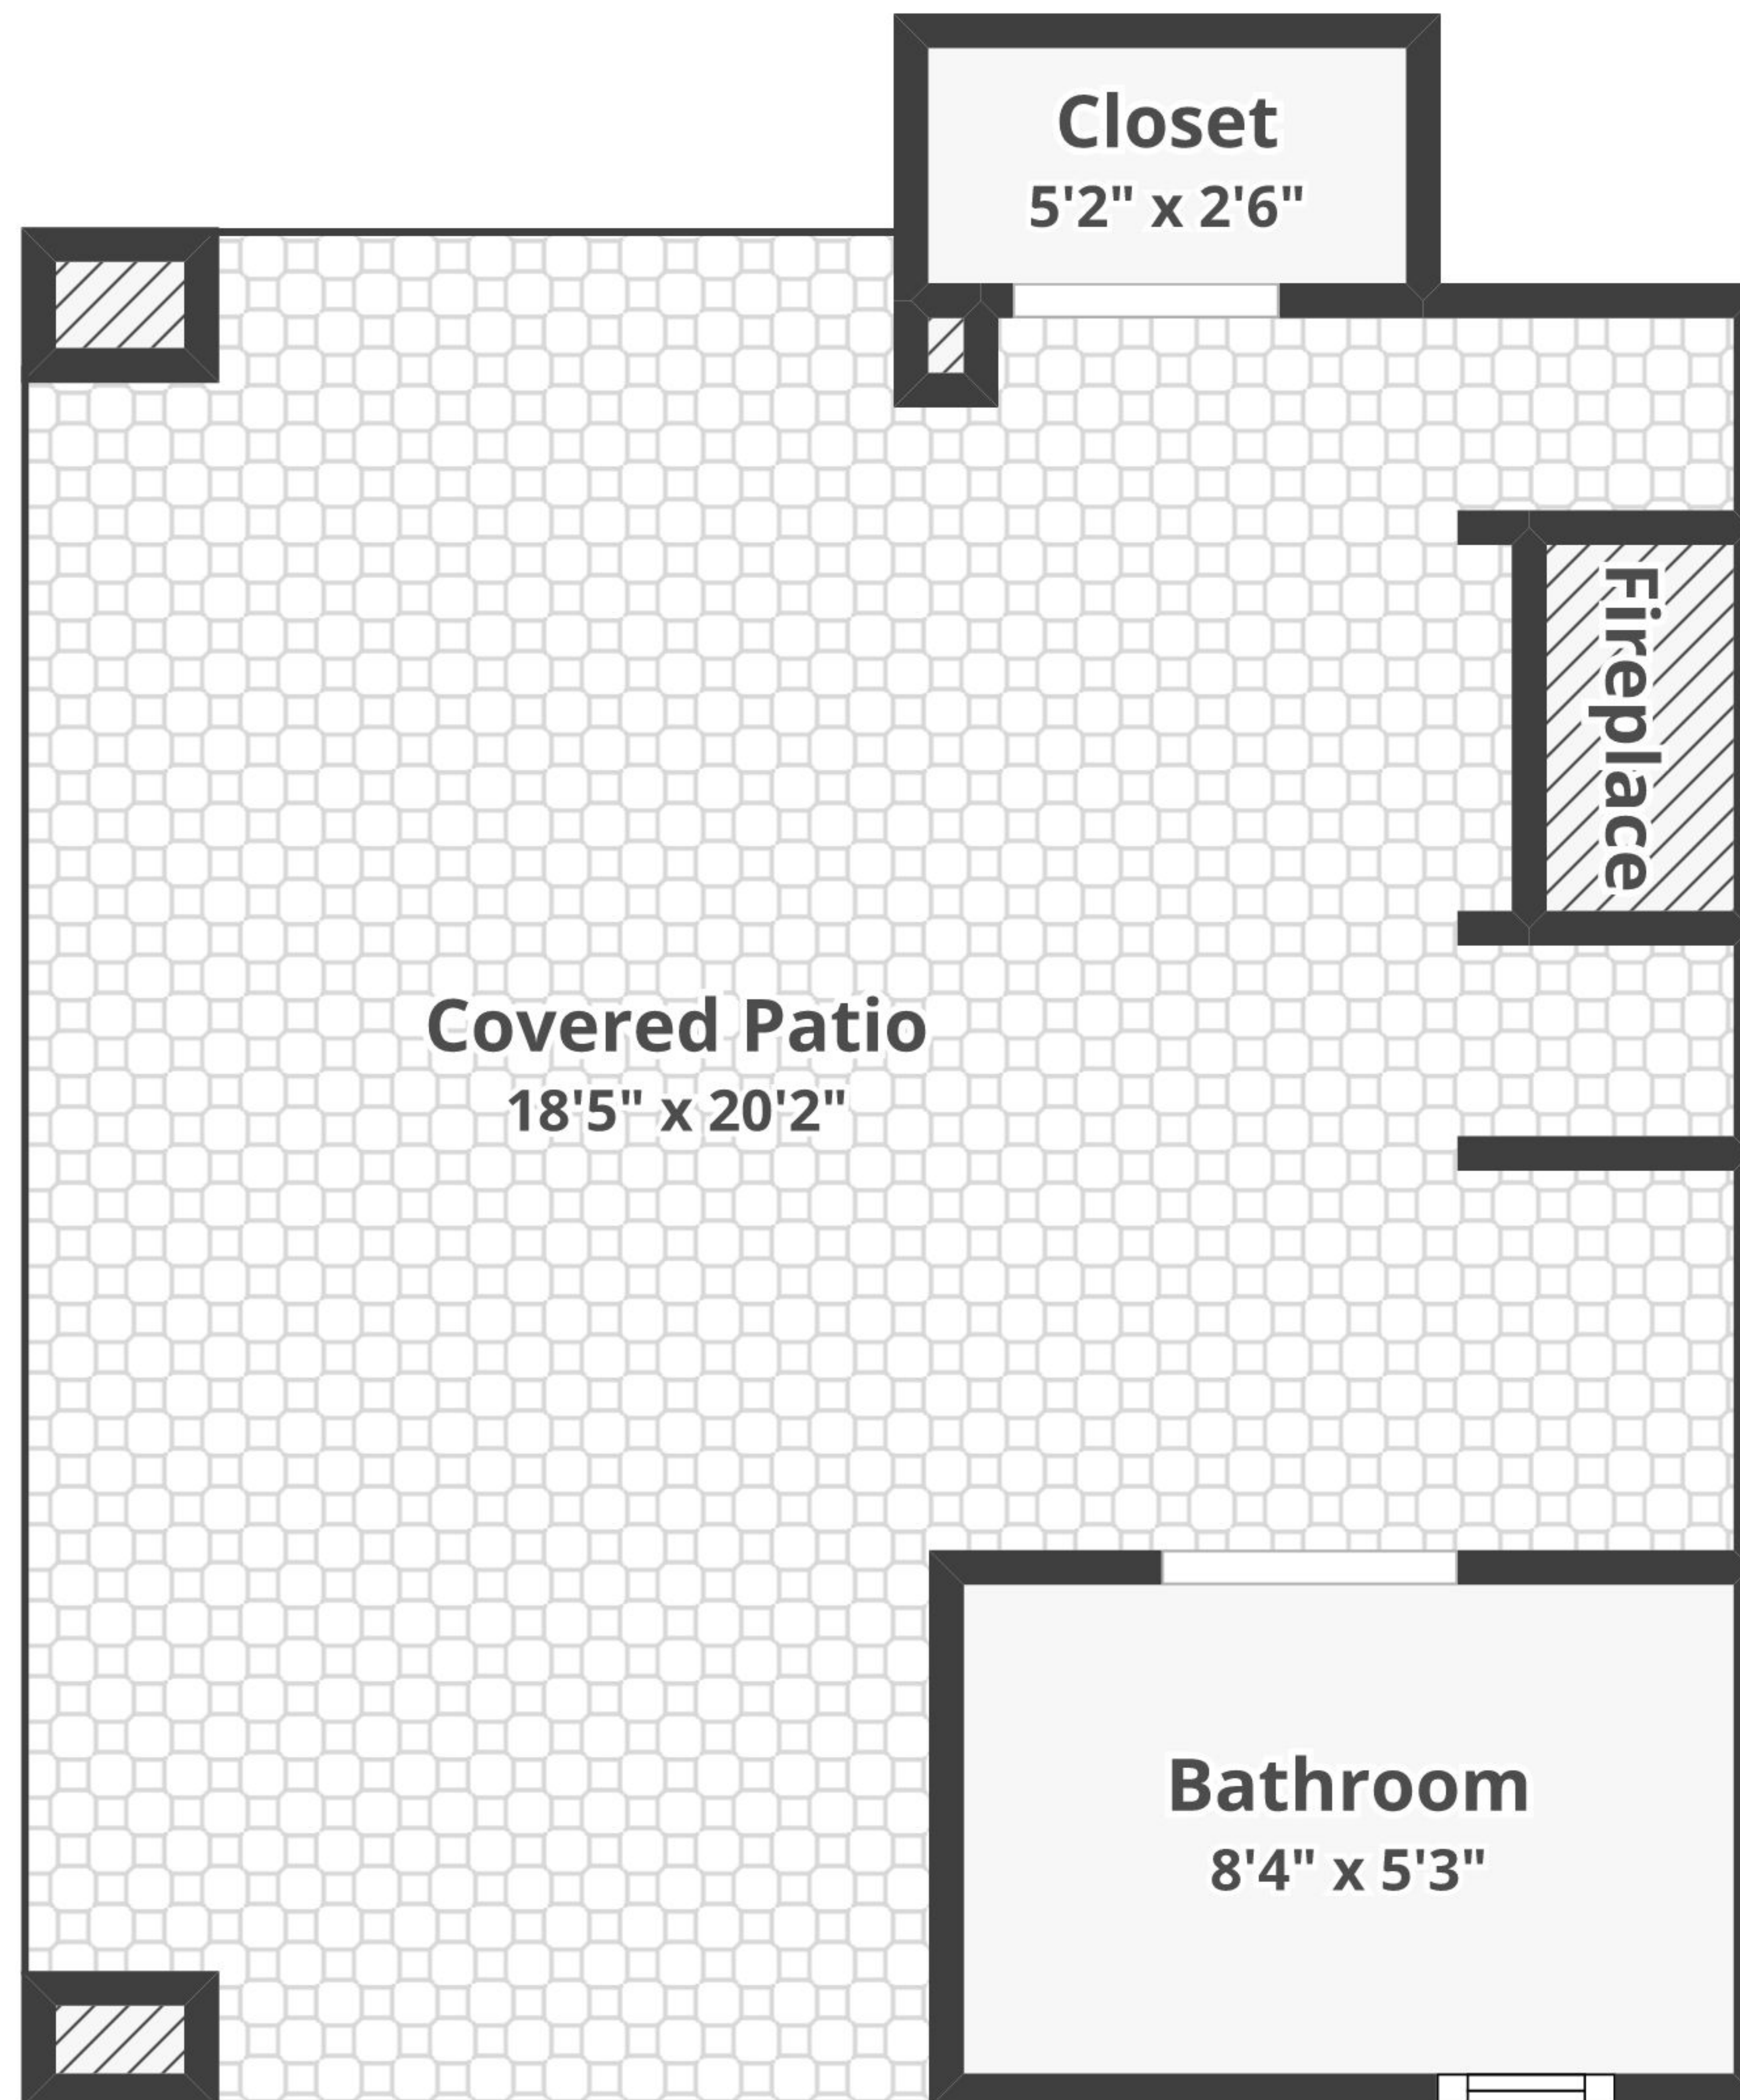 Closet
5'2" x 2'6"
Fireplace
Covered Patio
18'5" x 20'2"
Bathroom
8'4" x 5'3"